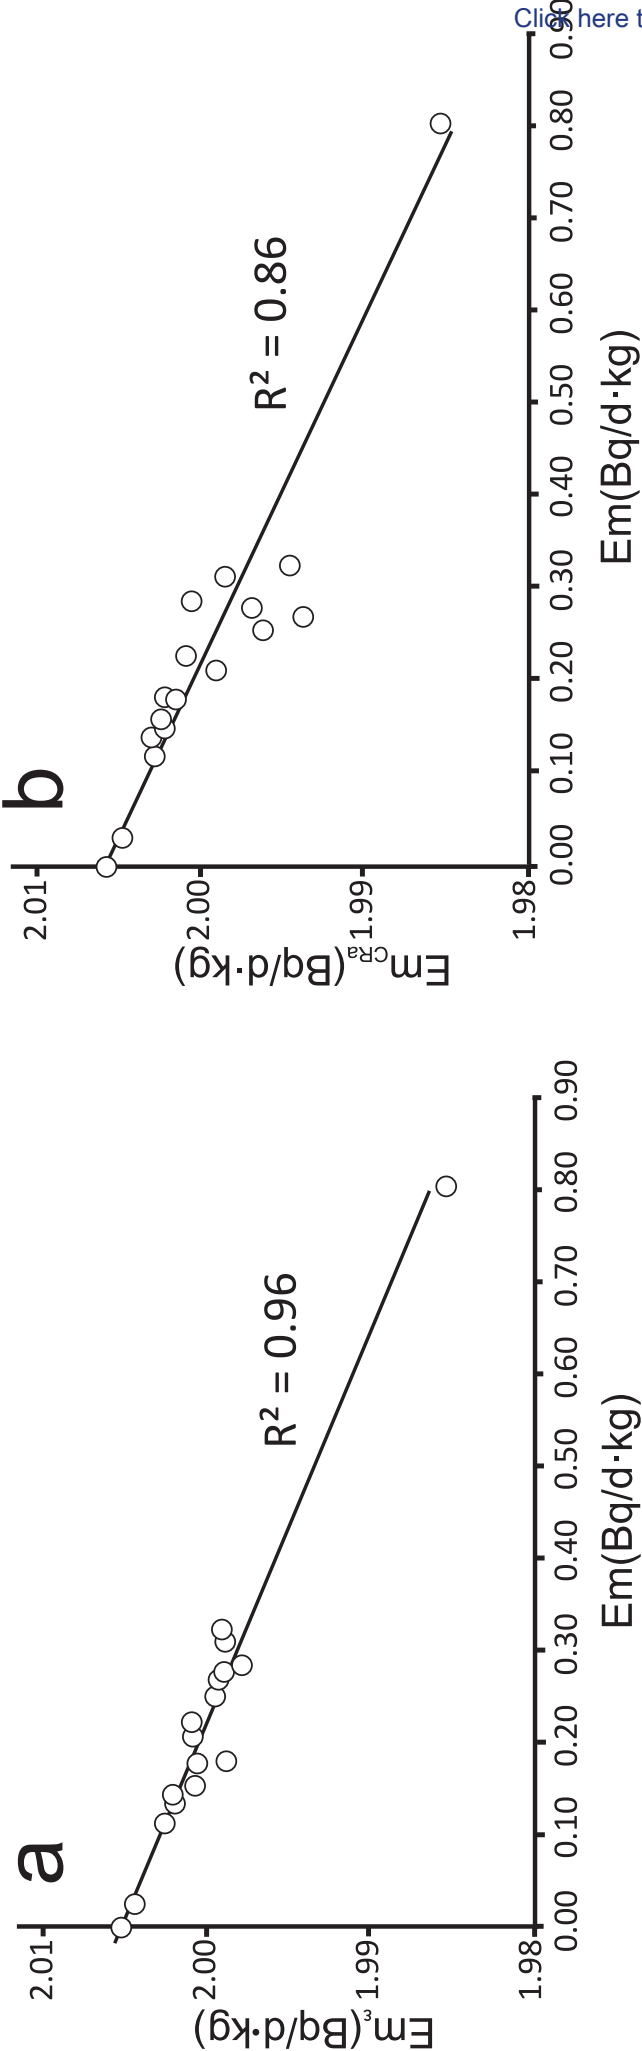 Click here t
a
Emε(Bq/d·kg)
2.01
2.00
1.99
1.98
R² = 0.96
0.00 0.10 0.20 0.30 0.40 0.50 0.60 0.70 0.80 0.90
Em(Bq/d·kg)
b
EmCRa(Bq/d·kg)
2.01
2.00
1.99
1.98
R² = 0.86
0.00 0.10 0.20 0.30 0.40 0.50 0.60 0.70 0.80 0.90
Em(Bq/d·kg)